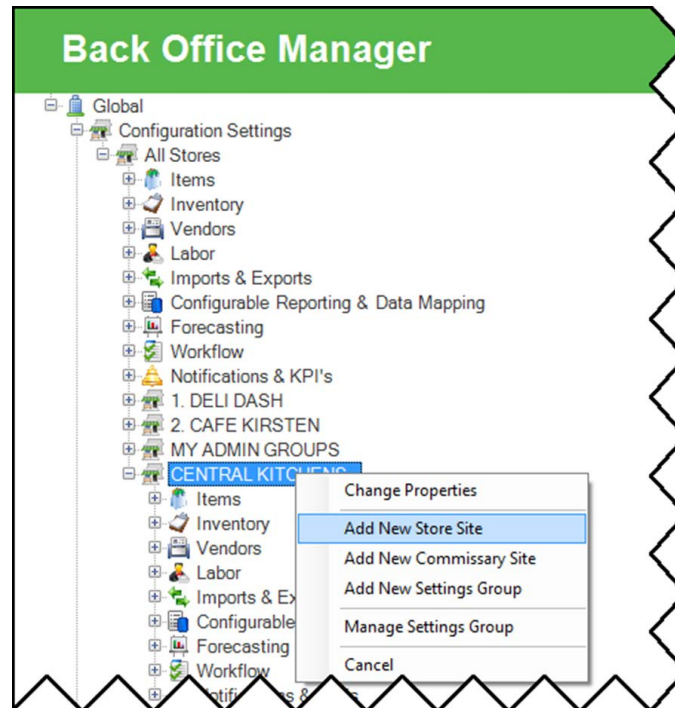 Back Office Manager
Global
Configuration Settings
All Stores
Items
Inventory
Vendors
Labor
Imports & Exports
Configurable Reporting & Data Mapping
Forecasting
Workflow
Notifications & KPI's
1. DELI DASH
2. CAFE KIRSTEN
MY ADMIN GROUPS
CENTRAL KITCHENS
Change Properties
Items
Add New Store Site
Inventory
Add New Commissary Site
Vendors
Add New Settings Group
Labor
Imports & Ex
Manage Settings Group
Configurable
Forecasting
Cancel
Workflow